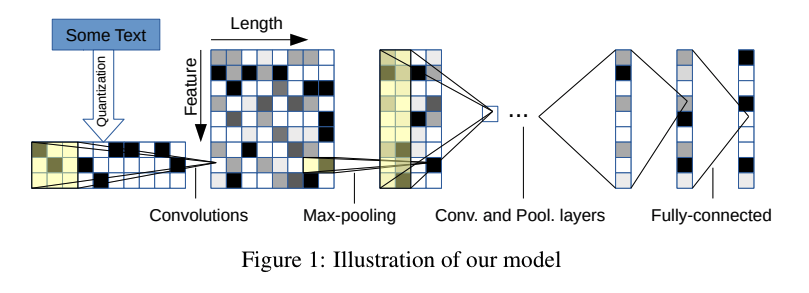 Some Text
Quantization
Length
Feature
...
Convolutions
Max-pooling
Conv. and Pool. layers
Fully-connected
Figure 1: Illustration of our model